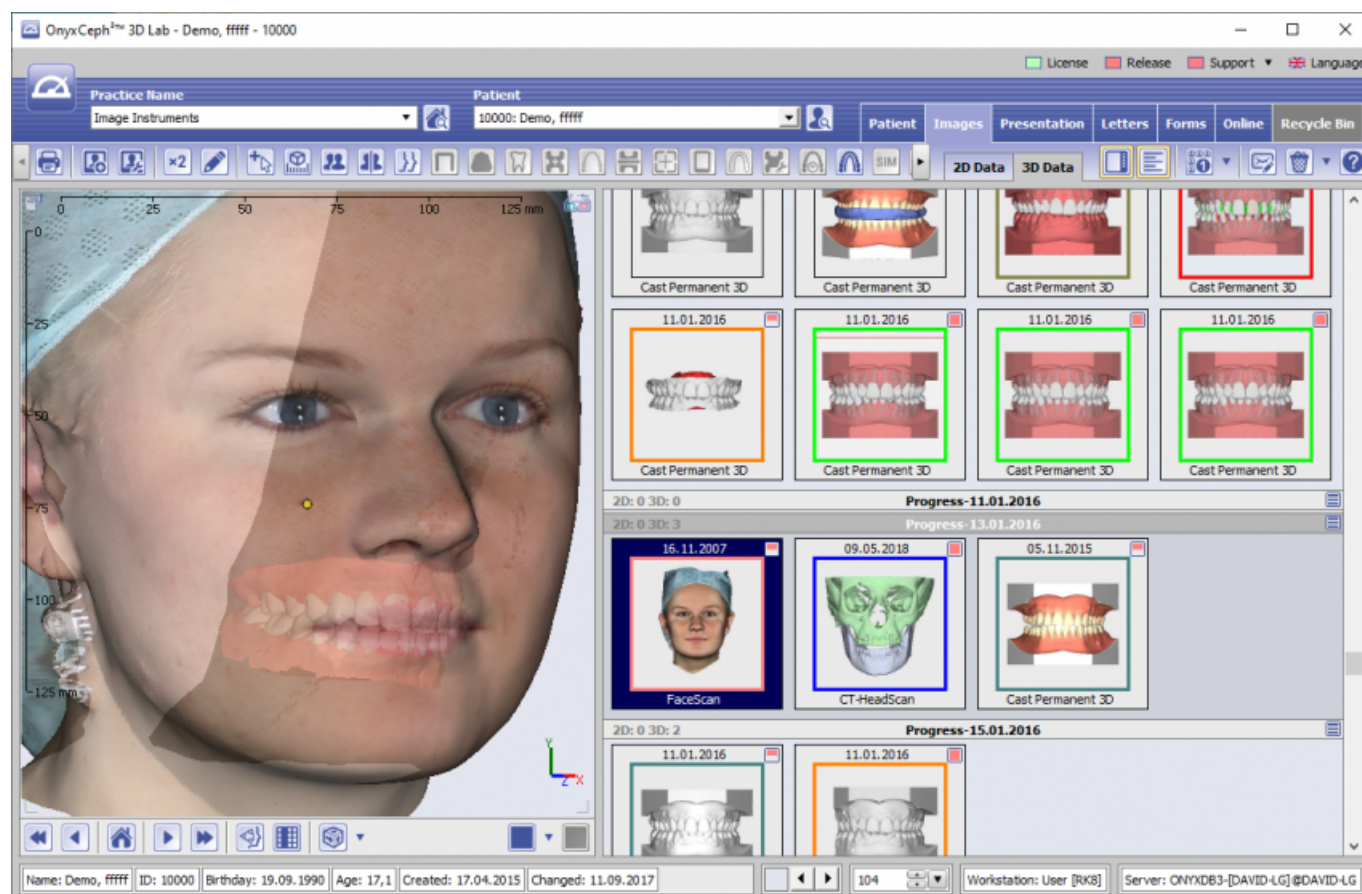 OnyxCeph³™ 3D Lab - Demo, fffff - 10000
License Release Support Language
Practice Name Patient
Image Instruments 10000: Demo, fffff
Patient Images Presentation Letters Forms Online Recycle Bin
x2 SIM 2D Data 3D Data
0 25 50 75 100 125 mm
0
25
50
75
100
125 mm
Y
Z X
Cast Permanent 3D Cast Permanent 3D Cast Permanent 3D Cast Permanent 3D
11.01.2016 11.01.2016 11.01.2016 11.01.2016
Cast Permanent 3D Cast Permanent 3D Cast Permanent 3D Cast Permanent 3D
2D: 0 3D: 0 Progress-11.01.2016
2D: 0 3D: 3 Progress-13.01.2016
16.11.2007 09.05.2018 05.11.2015
FaceScan CT-HeadScan Cast Permanent 3D
2D: 0 3D: 2 Progress-15.01.2016
11.01.2016 11.01.2016
Name: Demo, fffff ID: 10000 Birthday: 19.09.1990 Age: 17,1 Created: 17.04.2015 Changed: 11.09.2017 104 Workstation: User [RK8] Server: ONYXDB3-[DAVID-LG]@DAVID-LG